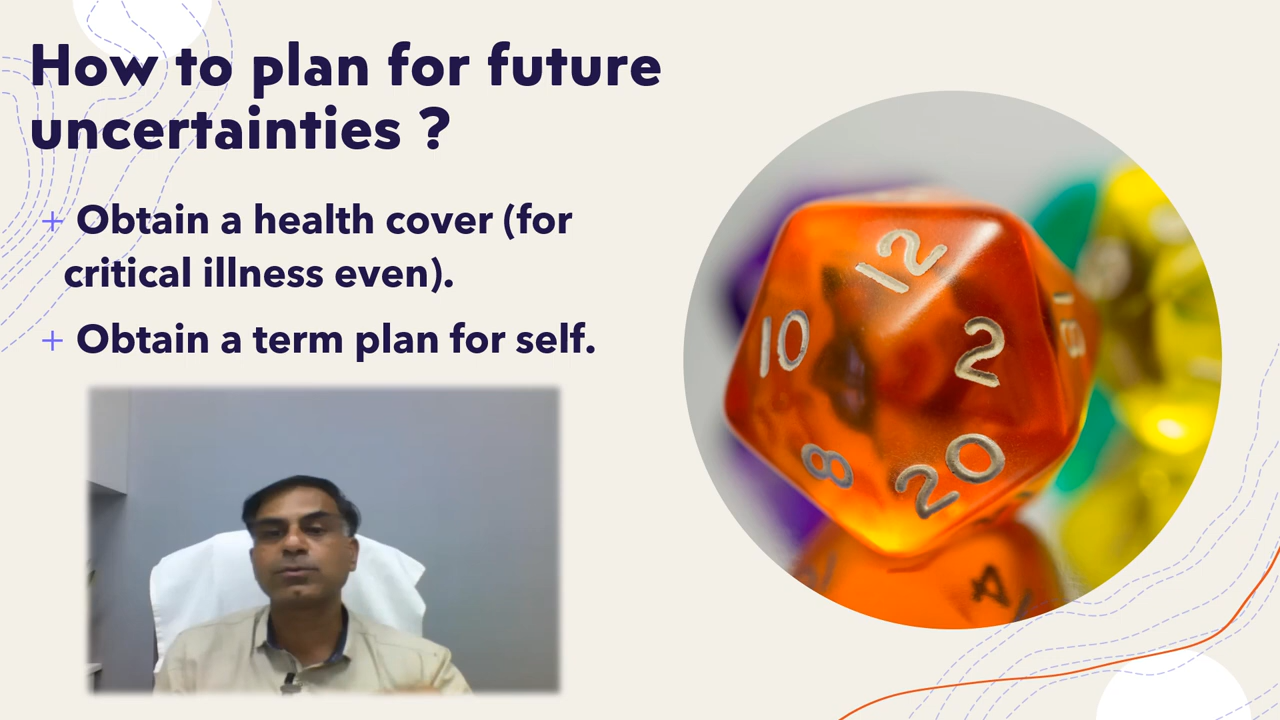 How to plan for future
uncertainties ?
+ Obtain a health cover (for
critical illness even).
+ Obtain a term plan for self.
12
10
2
8
20
4